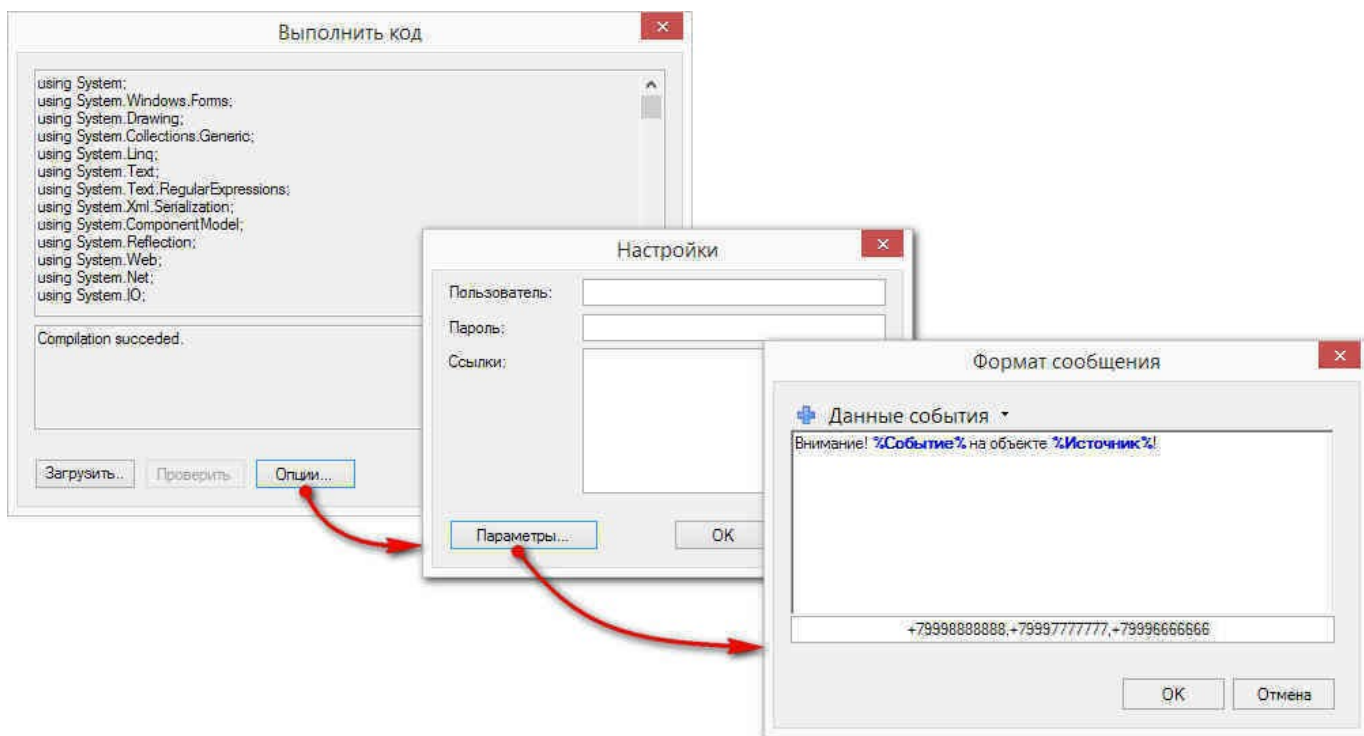 Выполнить код
using System;
using System.Windows.Forms;
using System.Drawing;
using System.Collections.Generic;
using System.Linq;
using System.Text;
using System.Text.RegularExpressions;
using System.Xml.Serialization;
using System.ComponentModel;
using System.Reflection;
using System.Web;
using System.Net;
using System.IO;
Compilation succeded.
Загрузить..
Проверить
Опции...
Настройки
Пользователь:
Пароль:
Ссылки:
Параметры...
OK
Формат сообщения
Данные события
Внимание! %Событие% на объекте %Источник%!
+79998888888,+79997777777,+79996666666
OK
Отмена